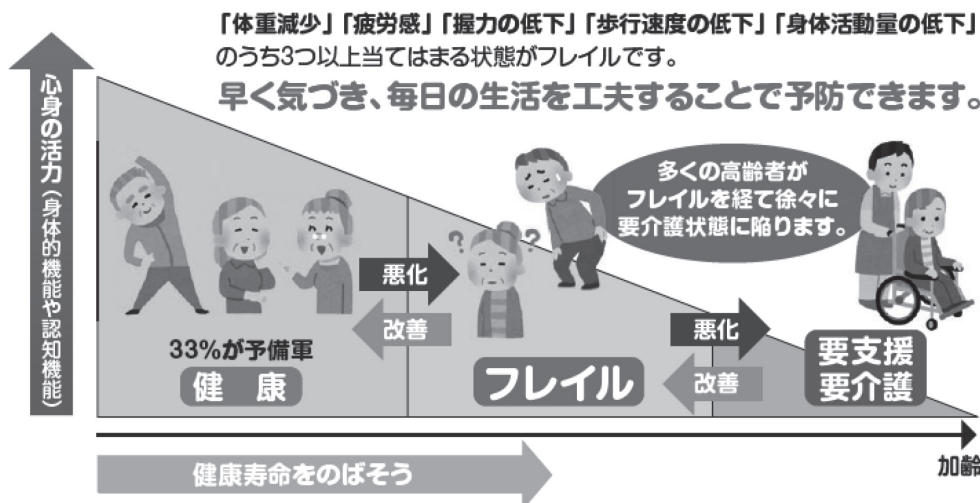 「体重減少」「疲労感」「握力の低下」「歩行速度の低下」「身体活動量の低下」
のうち3つ以上当てはまる状態がフレイルです。
早く気づき、毎日の生活を工夫することで予防できます。
心身の活力(身体的機能や認知機能)
多くの高齢者が
フレイルを経て徐々に
要介護状態に陥ります。
? ?
悪化
改善
悪化
改善
33%が予備軍
健 康
フレイル
要支援
要介護
加齢
健康寿命をのばそう